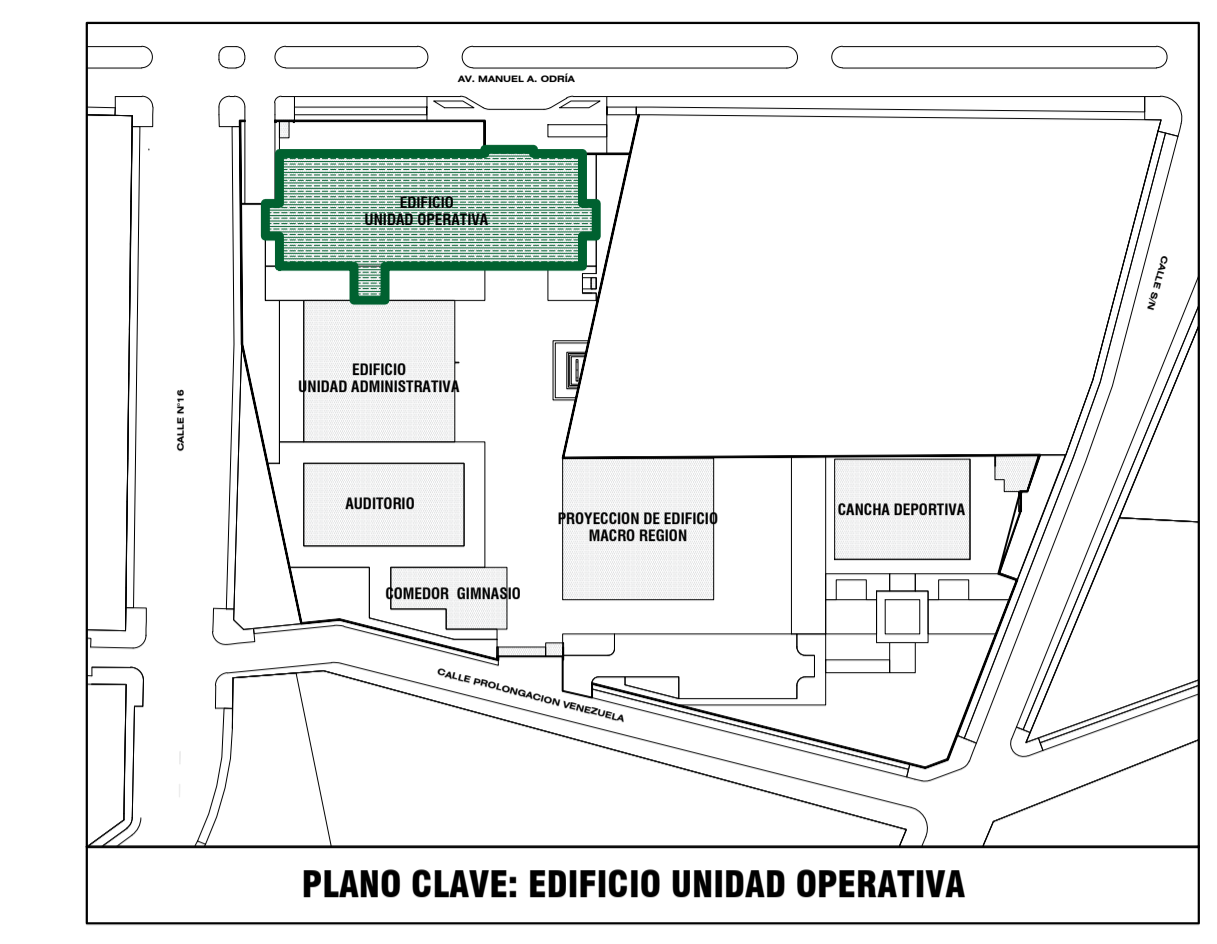 AV. MANUEL A. ODRÍA
EDIFICIO
UNIDAD OPERATIVA
CALLE S/N
EDIFICIO
UNIDAD ADMINISTRATIVA
CALLE N°16
AUDITORIO
PROYECCION DE EDIFICIO
MACRO REGION
CANCHA DEPORTIVA
COMEDOR GIMNASIO
CALLE PROLONGACION VENEZUELA
PLANO CLAVE: EDIFICIO UNIDAD OPERATIVA